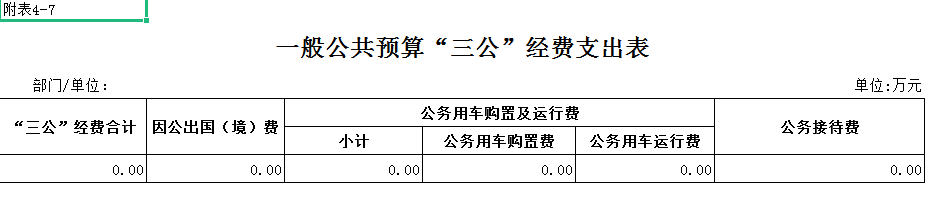 附表4-7
一般公共预算“三公”经费支出表
部门/单位：
单位:万元
“三公”经费合计 因公出国（境）费 公务用车购置及运行费 公务接待费
小计 公务用车购置费 公务用车运行费
0.00 0.00 0.00 0.00 0.00 0.00